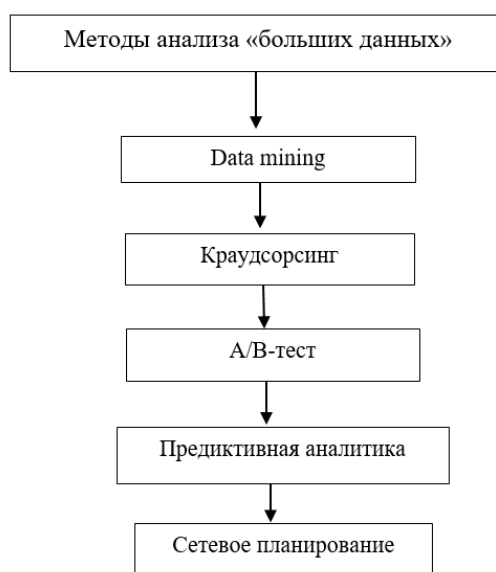 Методы анализа «больших данных»
Data mining
Краудсорсинг
А/В-тест
Предиктивная аналитика
Сетевое планирование